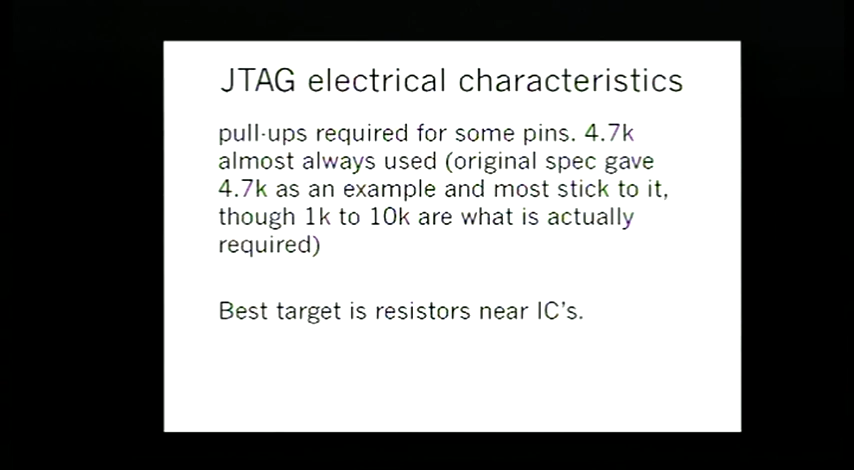 JTAG electrical characteristics
pull-ups required for some pins. 4.7k
almost always used (original spec gave
4.7k as an example and most stick to it,
though 1k to 10k are what is actually
required)
Best target is resistors near IC's.